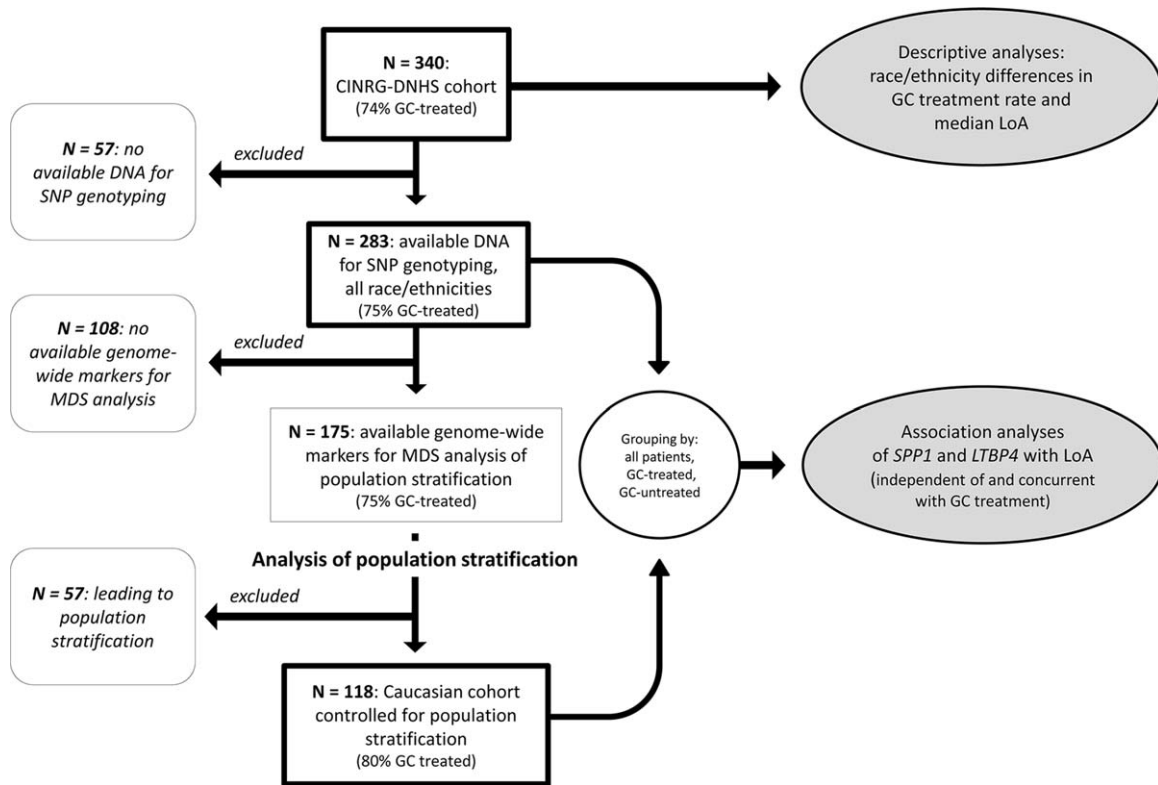 N = 340:
CINRG-DNHS cohort
(74% GC-treated)
Descriptive analyses:
race/ethnicity differences in
GC treatment rate and
median LoA
excluded
N = 57: no
available DNA for
SNP genotyping
N = 283: available DNA
for SNP genotyping,
all race/ethnicities
(75% GC-treated)
excluded
N = 108: no
available genome-
wide markers for
MDS analysis
N = 175: available genome-wide
markers for MDS analysis of
population stratification
(75% GC-treated)
Grouping by:
all patients,
GC-treated,
GC-untreated
Association analyses
of SPP1 and LTBP4 with LoA
(independent of and concurrent
with GC treatment)
Analysis of population stratification
excluded
N = 57: leading to
population
stratification
N = 118: Caucasian cohort
controlled for population
stratification
(80% GC treated)